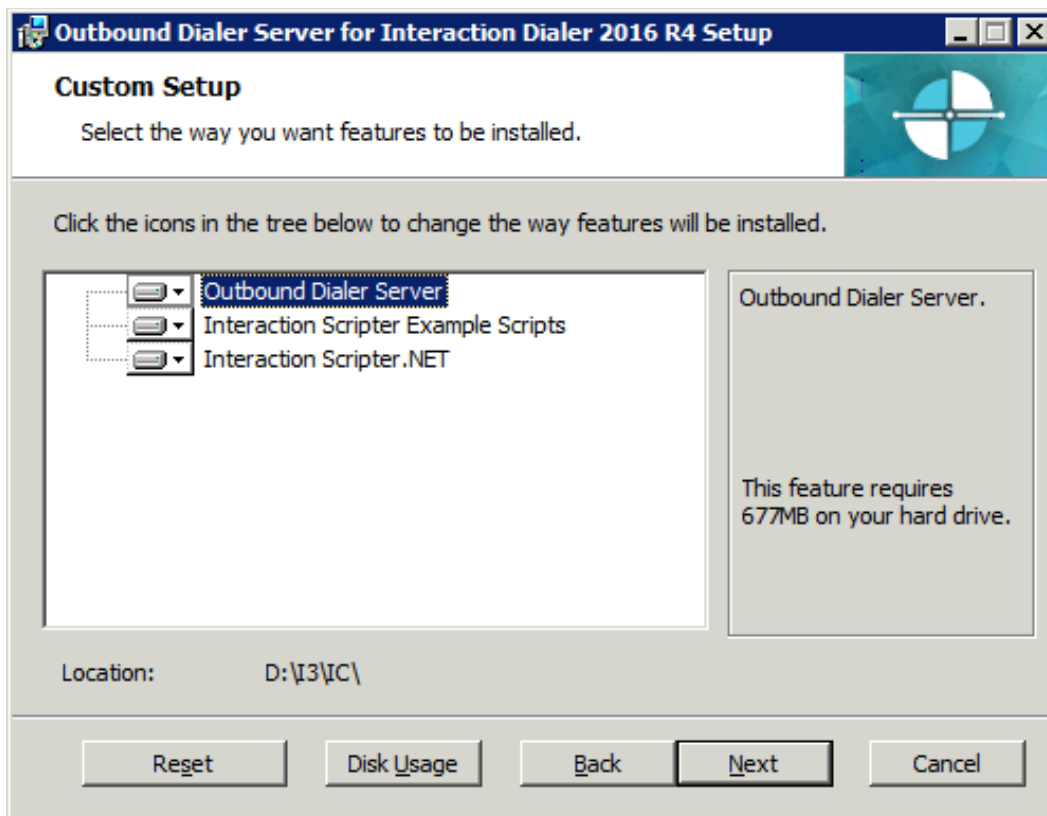 Outbound Dialer Server for Interaction Dialer 2016 R4 Setup
Custom Setup
Select the way you want features to be installed.
Click the icons in the tree below to change the way features will be installed.
Outbound Dialer Server
Interaction Scripter Example Scripts
Interaction Scripter.NET
Outbound Dialer Server.
This feature requires
677MB on your hard drive.
Location: D:\I3\IC\
Reset Disk Usage Back Next Cancel